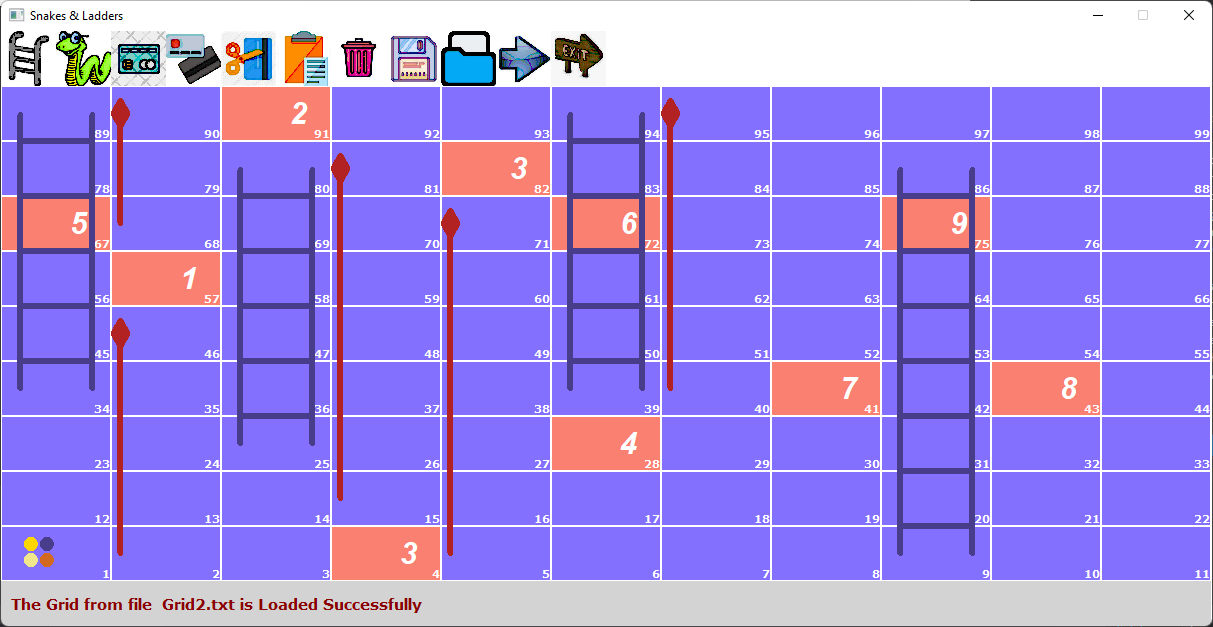 Snakes & Ladders
EXIT
2
89 90 91 92 93 94 95 96 97 98 99
3
78 79 80 81 82 83 84 85 86 87 88
5 6 9
67 68 69 70 71 72 73 74 75 76 77
1
56 57 58 59 60 61 62 63 64 65 66
45 46 47 48 49 50 51 52 53 54 55
7 8
34 35 36 37 38 39 40 41 42 43 44
4
23 24 25 26 27 28 29 30 31 32 33
12 13 14 15 16 17 18 19 20 21 22
3
1 2 3 4 5 6 7 8 9 10 11
The Grid from file Grid2.txt is Loaded Successfully